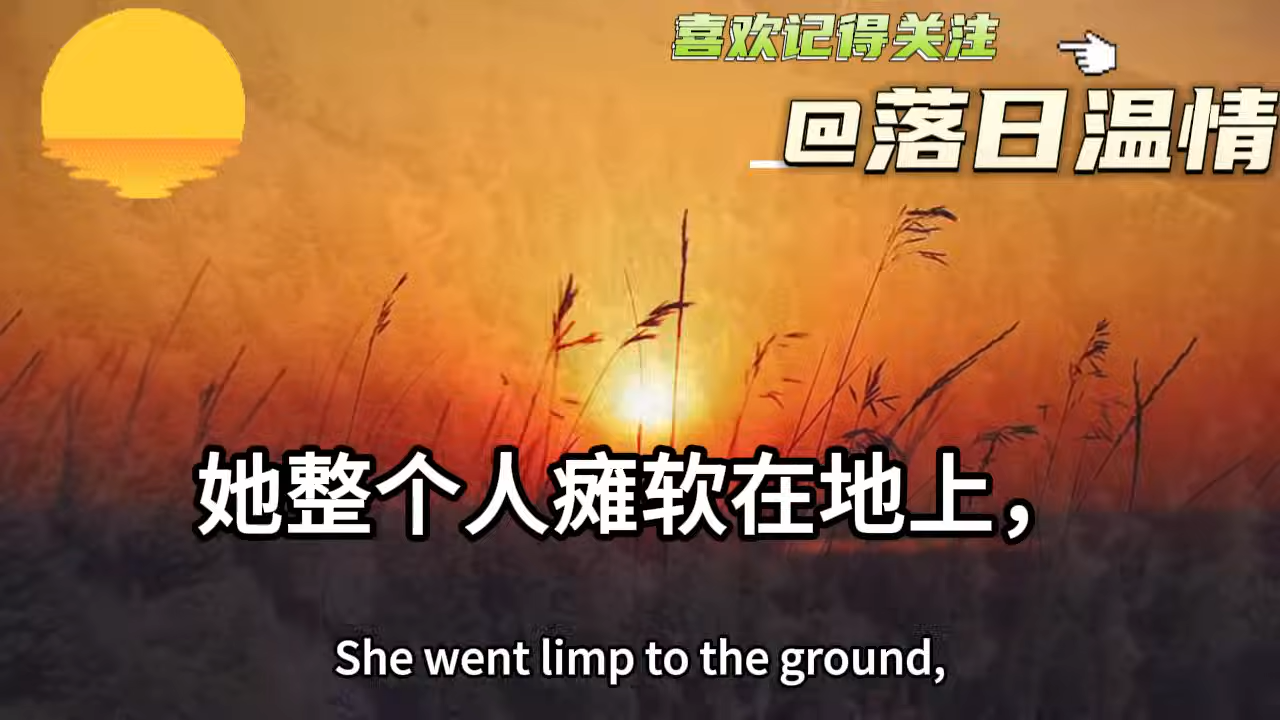 喜欢记得关注
@落日温情
她整个人瘫软在地上，
She went limp to the ground,